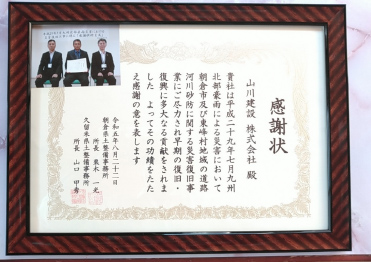 感謝状
山川建設 株式会社 殿
貴社は平成二十九年七月九州
北部豪雨による災害において
朝倉市及び東峰村地域の道路
河川砂防に関する災害復旧事
業にご尽力され早期の復旧・
復興に多大なる貢献をされま
した よってその功績をたた
え感謝の意を表します
令和五年八月二十二日
朝倉県土整備事務所
所長 一光
久留米県土整備事務所
所長 山口 甲